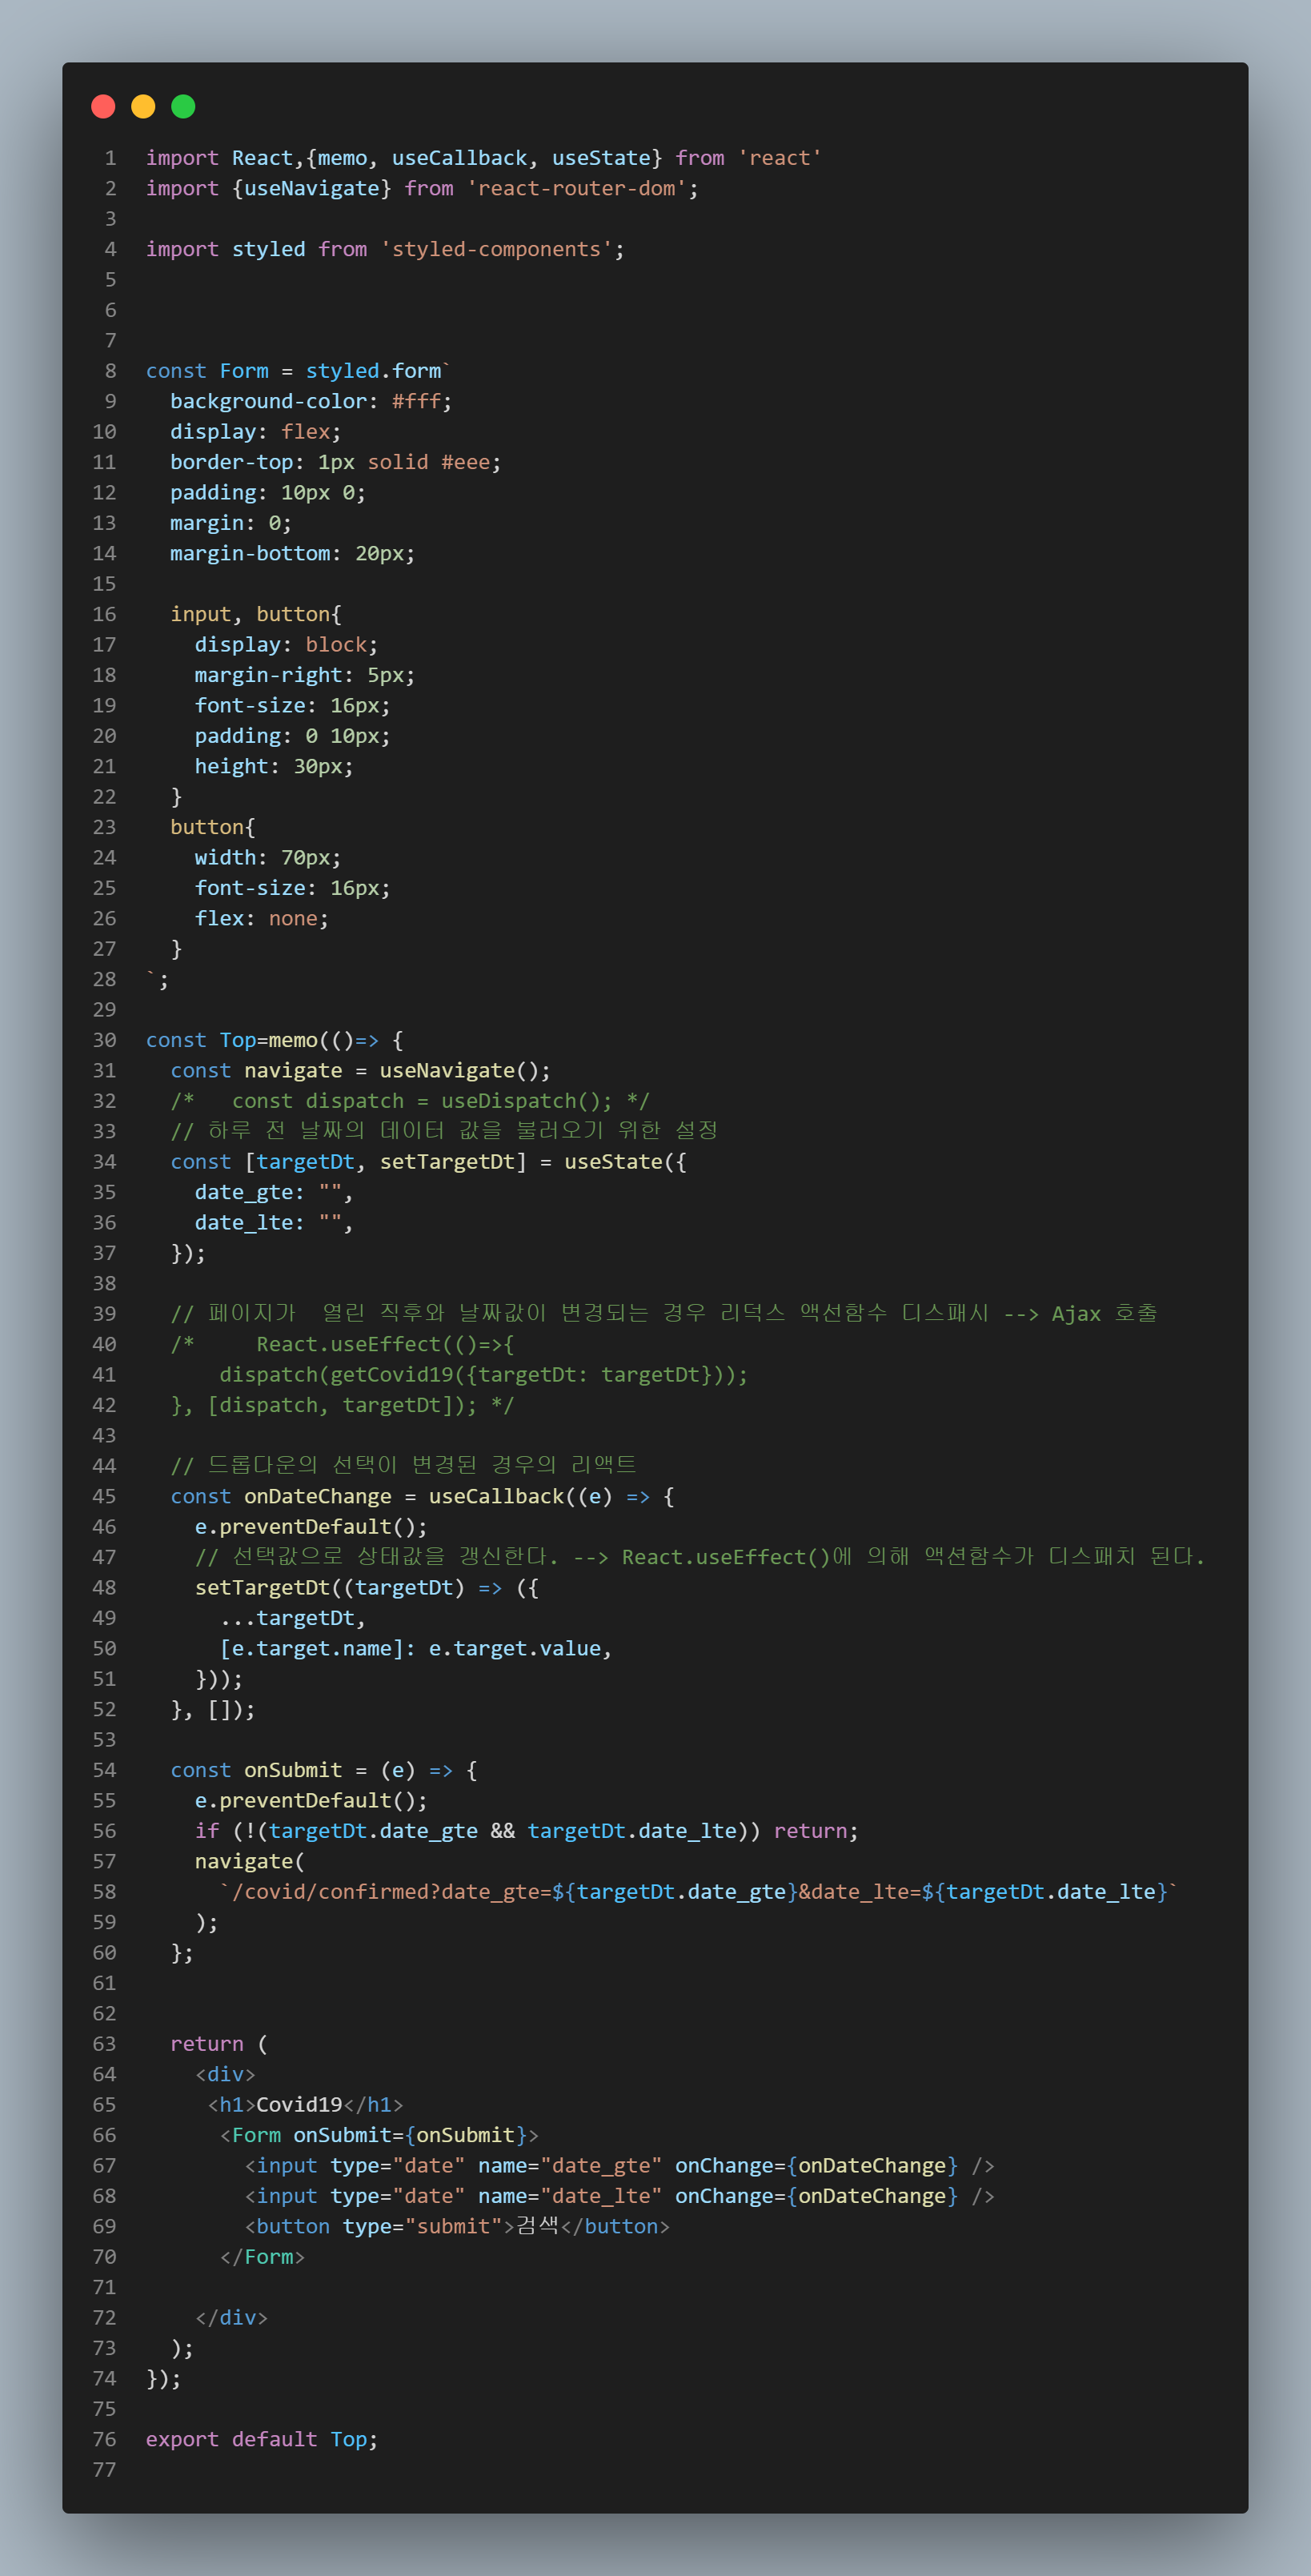 1 import React,{memo, useCallback, useState} from 'react'
2 import {useNavigate} from 'react-router-dom';
3
4 import styled from 'styled-components';
5
6
7
8 const Form = styled.form`
9   background-color: #fff;
10   display: flex;
11   border-top: 1px solid #eee;
12   padding: 10px 0;
13   margin: 0;
14   margin-bottom: 20px;
15
16   input, button{
17     display: block;
18     margin-right: 5px;
19     font-size: 16px;
20     padding: 0 10px;
21     height: 30px;
22   }
23   button{
24     width: 70px;
25     font-size: 16px;
26     flex: none;
27   }
28 `;
29
30 const Top=memo(()=> {
31   const navigate = useNavigate();
32   /*   const dispatch = useDispatch(); */
33   // 하루 전 날짜의 데이터 값을 불러오기 위한 설정
34   const [targetDt, setTargetDt] = useState({
35     date_gte: "",
36     date_lte: "",
37   });
38
39   // 페이지가  열린 직후와 날짜값이 변경되는 경우 리덕스 액션함수 디스패시 --> Ajax 호출
40   /*     React.useEffect(()=>{
41       dispatch(getCovid19({targetDt: targetDt}));
42   }, [dispatch, targetDt]); */
43
44   // 드롭다운의 선택이 변경된 경우의 리액트
45   const onDateChange = useCallback((e) => {
46     e.preventDefault();
47     // 선택값으로 상태값을 갱신한다. --> React.useEffect()에 의해 액션함수가 디스패치 된다.
48     setTargetDt((targetDt) => ({
49       ...targetDt,
50       [e.target.name]: e.target.value,
51     }));
52   }, []);
53
54   const onSubmit = (e) => {
55     e.preventDefault();
56     if (!(targetDt.date_gte && targetDt.date_lte)) return;
57     navigate(
58       `/covid/confirmed?date_gte=${targetDt.date_gte}&date_lte=${targetDt.date_lte}`
59     );
60   };
61
62
63   return (
64     <div>
65      <h1>Covid19</h1>
66       <Form onSubmit={onSubmit}>
67         <input type="date" name="date_gte" onChange={onDateChange} />
68         <input type="date" name="date_lte" onChange={onDateChange} />
69         <button type="submit">검색</button>
70       </Form>
71
72     </div>
73   );
74 });
75
76 export default Top;
77